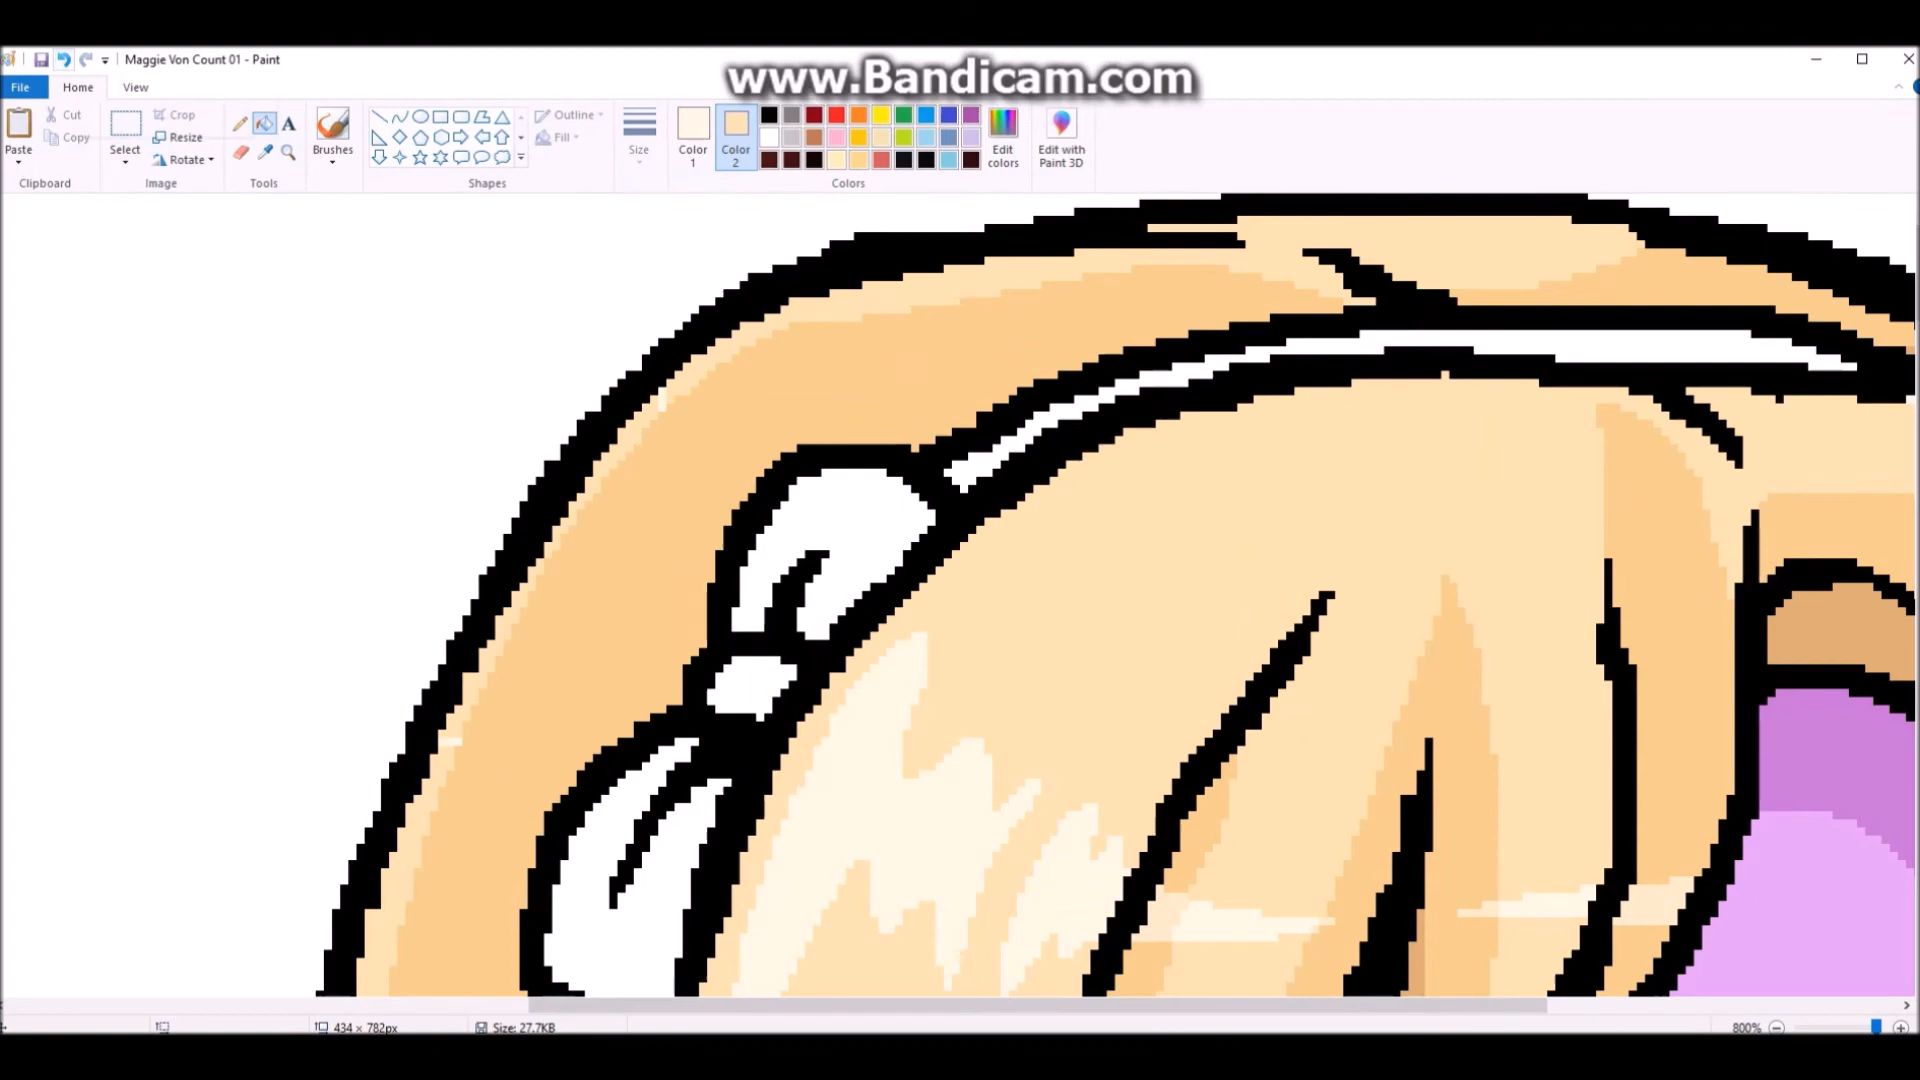 Maggie Von Count 01 - Paint
www.Bandicam.com
File Home View
Paste
Cut
Copy
Clipboard
Select
Crop
Resize
Rotate
Image
A
Tools
Brushes
Outline
Fill
Shapes
Size
Color 1
Color 2
Colors
Edit colors
Edit with Paint 3D
434 × 782px
Size: 27.7KB
800%